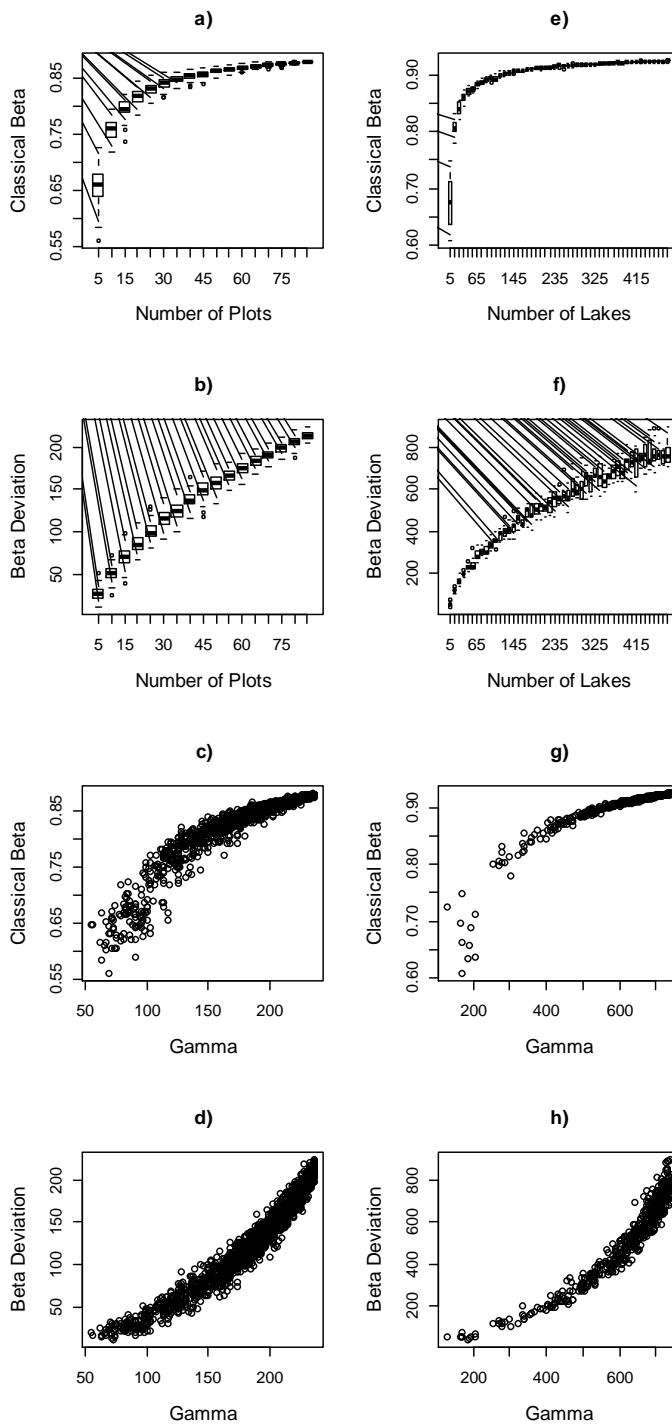 a)
Classical Beta
0.55 0.65 0.75 0.85
5 15 30 45 60 75
Number of Plots
e)
Classical Beta
0.60 0.70 0.80 0.90
5 65 145 235 325 415
Number of Lakes
b)
Beta Deviation
50 100 150 200
5 15 30 45 60 75
Number of Plots
f)
Beta Deviation
200 400 600 800
5 65 145 235 325 415
Number of Lakes
c)
Classical Beta
0.55 0.65 0.75 0.85
50 100 150 200
Gamma
g)
Classical Beta
0.60 0.70 0.80 0.90
200 400 600
Gamma
d)
Beta Deviation
50 100 150 200
50 100 150 200
Gamma
h)
Beta Deviation
200 400 600 800
200 400 600
Gamma